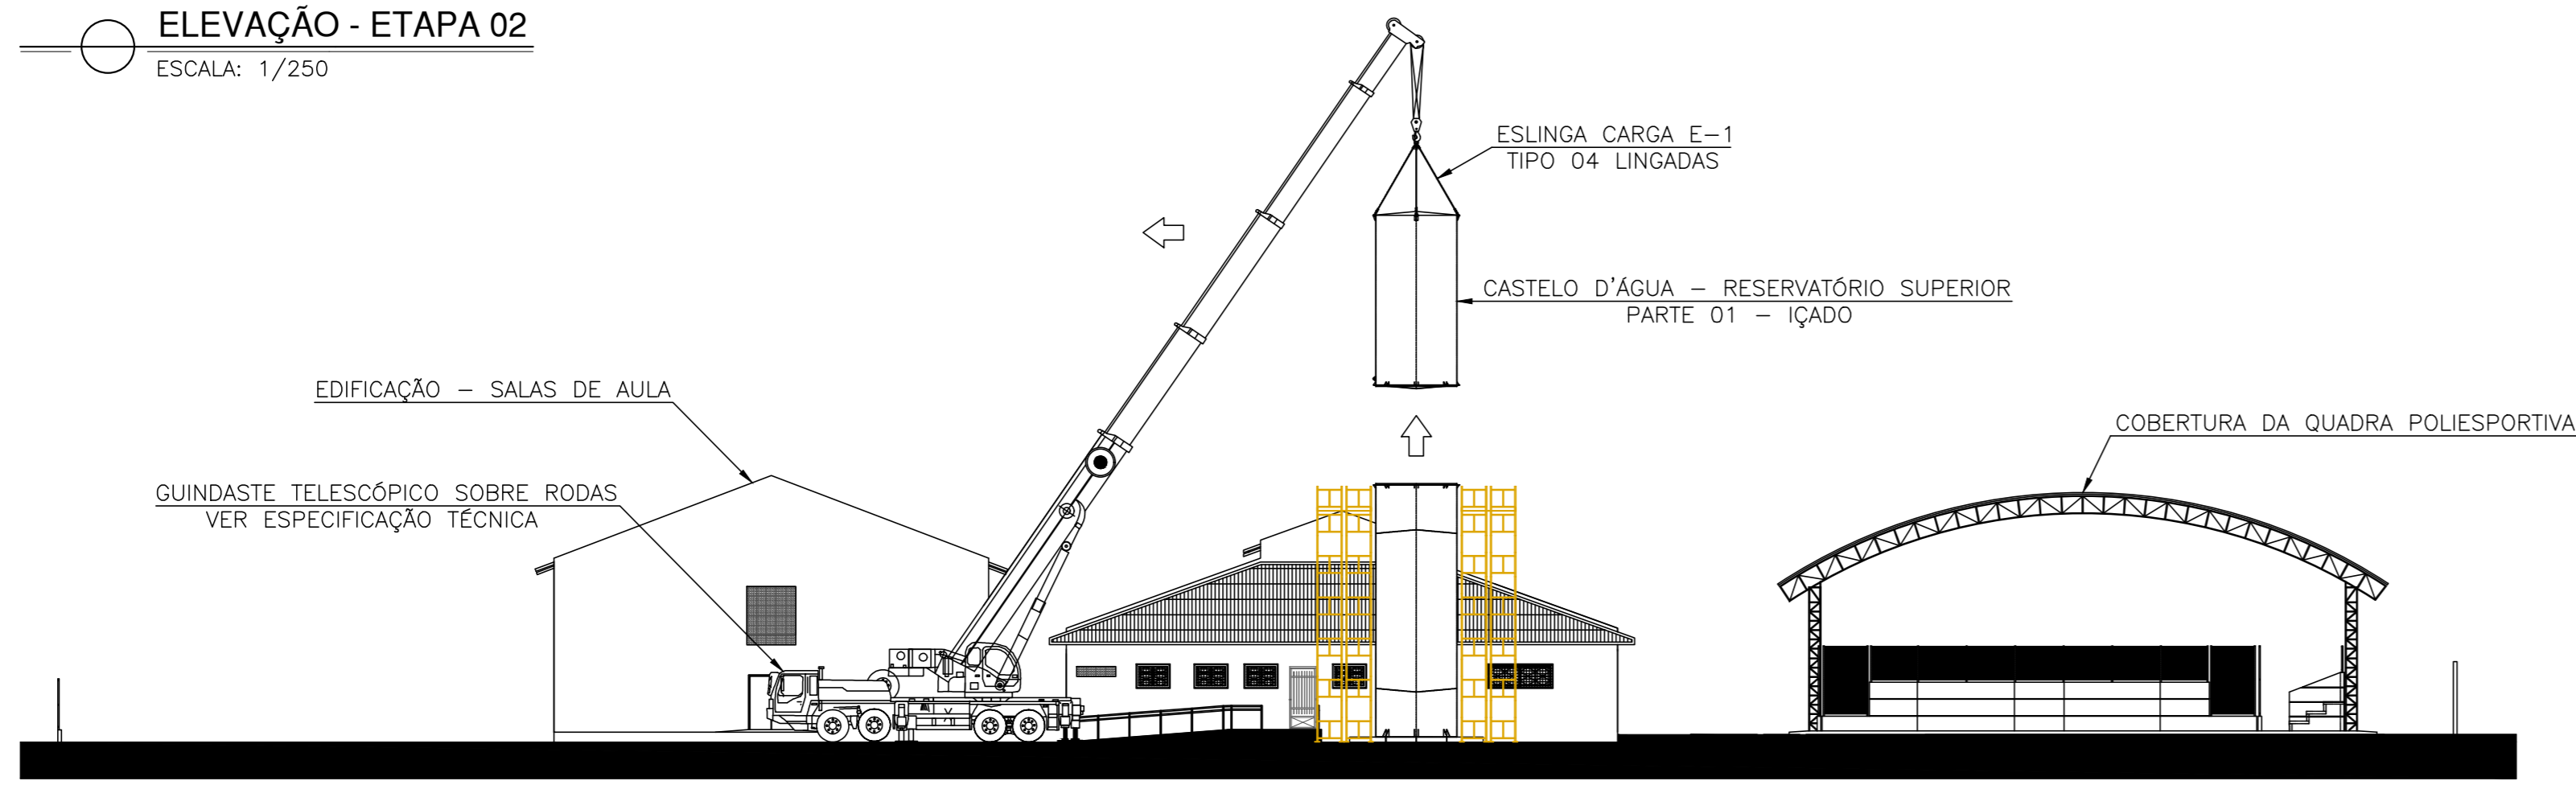 ELEVAÇÃO - ETAPA 02
ESCALA: 1/250
ESLINGA CARGA E-1
TIPO 04 LINGADAS
CASTELO D'ÁGUA - RESERVATÓRIO SUPERIOR
PARTE 01 - IÇADO
EDIFICAÇÃO - SALAS DE AULA
COBERTURA DA QUADRA POLIESPORTIVA
GUINDASTE TELESCÓPICO SOBRE RODAS
VER ESPECIFICAÇÃO TÉCNICA